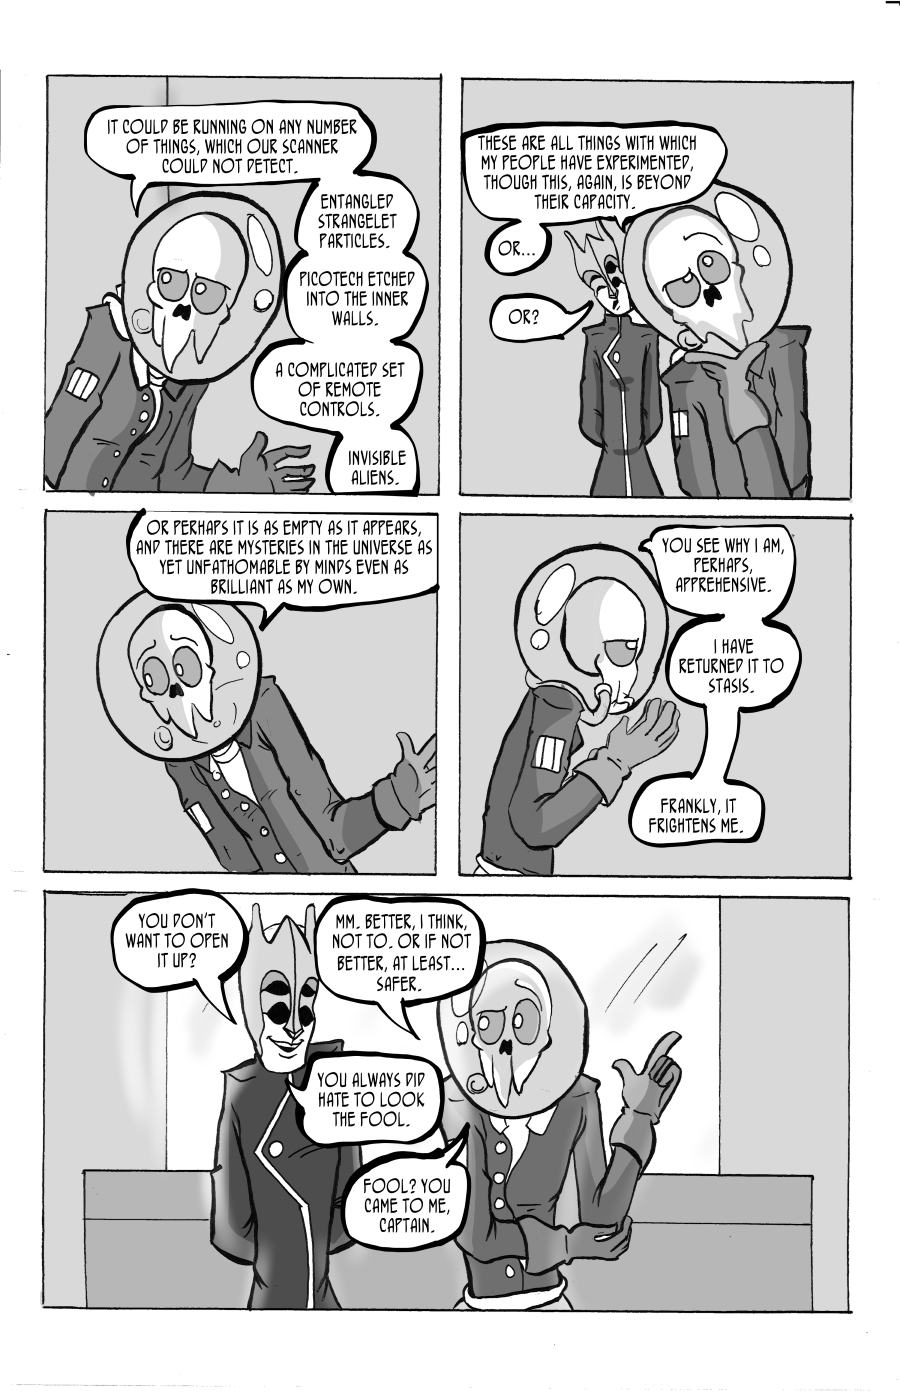 IT COULD BE RUNNING ON ANY NUMBER
OF THINGS, WHICH OUR SCANNER
COULD NOT DETECT.
ENTANGLED
STRANGELET
PARTICLES.
PICOTECH ETCHED
INTO THE INNER
WALLS.
A COMPLICATED SET
OF REMOTE
CONTROLS.
INVISIBLE
ALIENS.
THESE ARE ALL THINGS WITH WHICH
MY PEOPLE HAVE EXPERIMENTED,
THOUGH THIS, AGAIN, IS BEYOND
THEIR CAPACITY.
OR...
OR?
OR PERHAPS IT IS AS EMPTY AS IT APPEARS,
AND THERE ARE MYSTERIES IN THE UNIVERSE AS
YET UNFATHOMABLE BY MINDS EVEN AS
BRILLIANT AS MY OWN.
YOU SEE WHY I AM,
PERHAPS,
APPREHENSIVE.
I HAVE
RETURNED IT TO
STASIS.
FRANKLY, IT
FRIGHTENS ME.
YOU DON'T
WANT TO OPEN
IT UP?
MM. BETTER, I THINK,
NOT TO. OR IF NOT
BETTER, AT LEAST...
SAFER.
YOU ALWAYS DID
HATE TO LOOK
THE FOOL.
FOOL? YOU
CAME TO ME,
CAPTAIN.